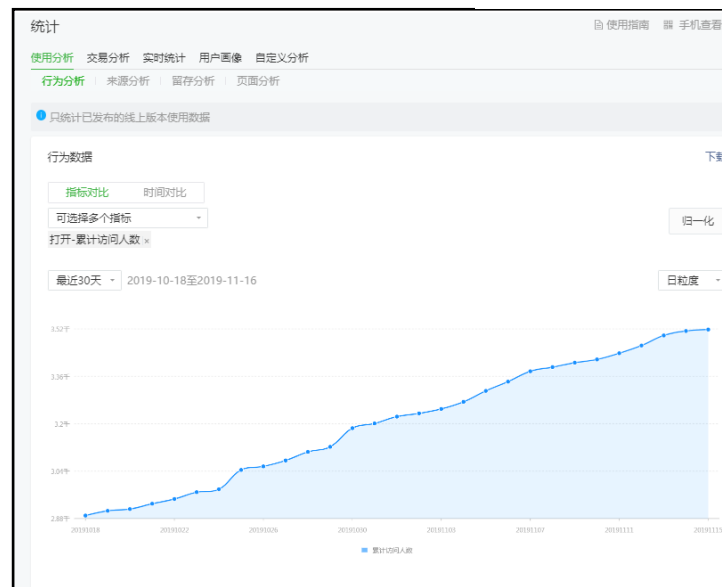 统计
使用指南 手机查看
使用分析 交易分析 实时统计 用户画像 自定义分析
行为分析 来源分析 留存分析 页面分析
只统计已发布的线上版本使用数据
行为数据 下载
指标对比 时间对比
可选择多个指标
归一化
打开-累计访问人数 ×
最近30天 2019-10-18至2019-11-16 日粒度
3.52千
3.36千
3.2千
3.04千
2.88千
20191018 20191022 20191026 20191030 20191103 20191107 20191111 20191115
累计访问人数